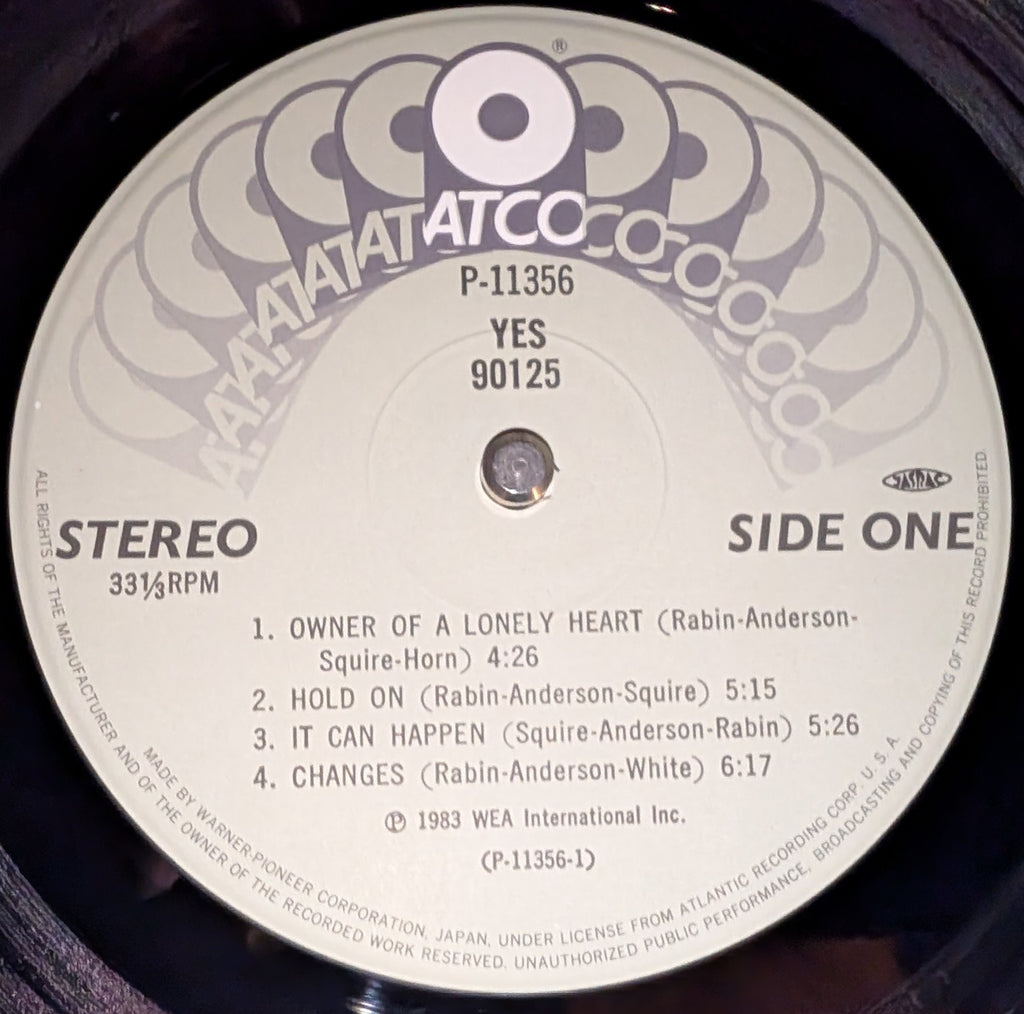 ®
ATATATATATATCOCOCOCOCOCO
P-11356
YES
90125
STEREO
SIDE ONE
33⅓RPM
1. OWNER OF A LONELY HEART (Rabin-Anderson-
Squire-Horn) 4:26
2. HOLD ON (Rabin-Anderson-Squire) 5:15
3. IT CAN HAPPEN (Squire-Anderson-Rabin) 5:26
4. CHANGES (Rabin-Anderson-White) 6:17
Ⓟ 1983 WEA International Inc.
(P-11356-1)
MADE BY WARNER-PIONEER CORPORATION, JAPAN, UNDER LICENSE FROM ATLANTIC RECORDING CORP. U. S. A.
ALL RIGHTS OF THE MANUFACTURER AND OF THE OWNER OF THE RECORDED WORK RESERVED. UNAUTHORIZED PUBLIC PERFORMANCE, BROADCASTING AND COPYING OF THIS RECORD PROHIBITED.